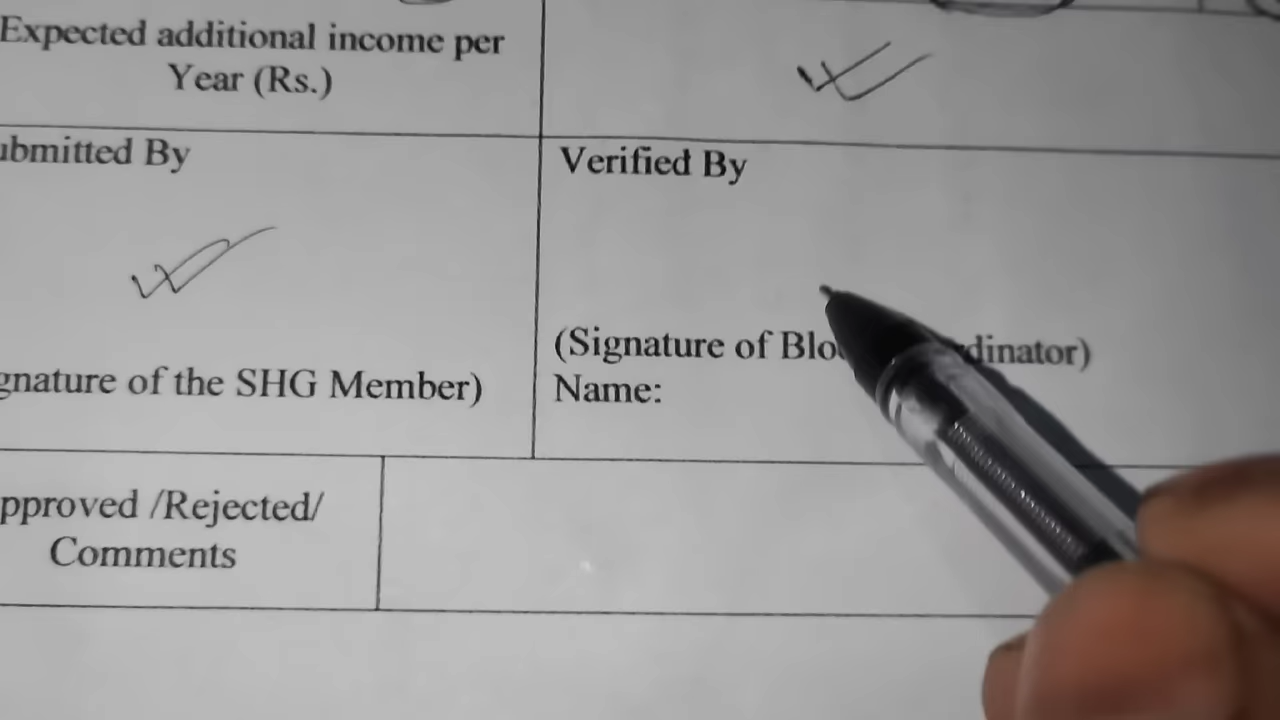 Expected additional income per
Year (Rs.)
ubmitted By
Verified By
gnature of the SHG Member)
(Signature of Blo dinator)
Name:
pproved /Rejected/
Comments